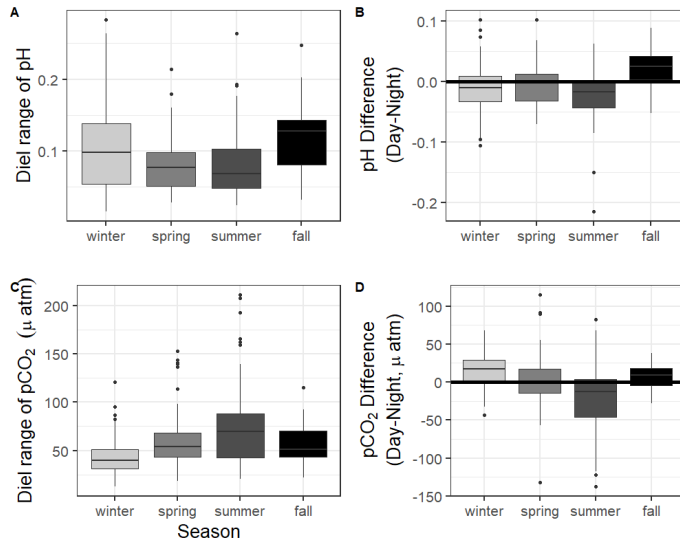 A
Diel range of pH
0.2
0.1
winter spring summer fall
B
pH Difference
(Day-Night)
0.1
0.0
-0.1
-0.2
winter spring summer fall
C
Diel range of pCO₂ (μ atm)
200
150
100
50
winter spring summer fall
Season
D
pCO₂ Difference
(Day-Night, μ atm)
100
50
0
-50
-100
-150
winter spring summer fall